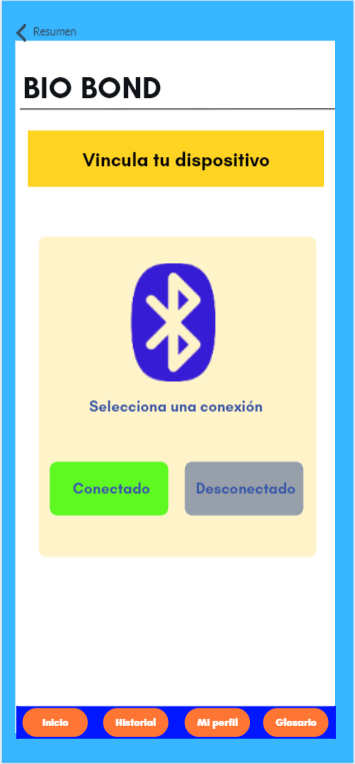 Resumen
BIO BOND
Vincula tu dispositivo
Selecciona una conexión
Conectado
Desconectado
Inicio
Historial
Mi perfil
Glosario